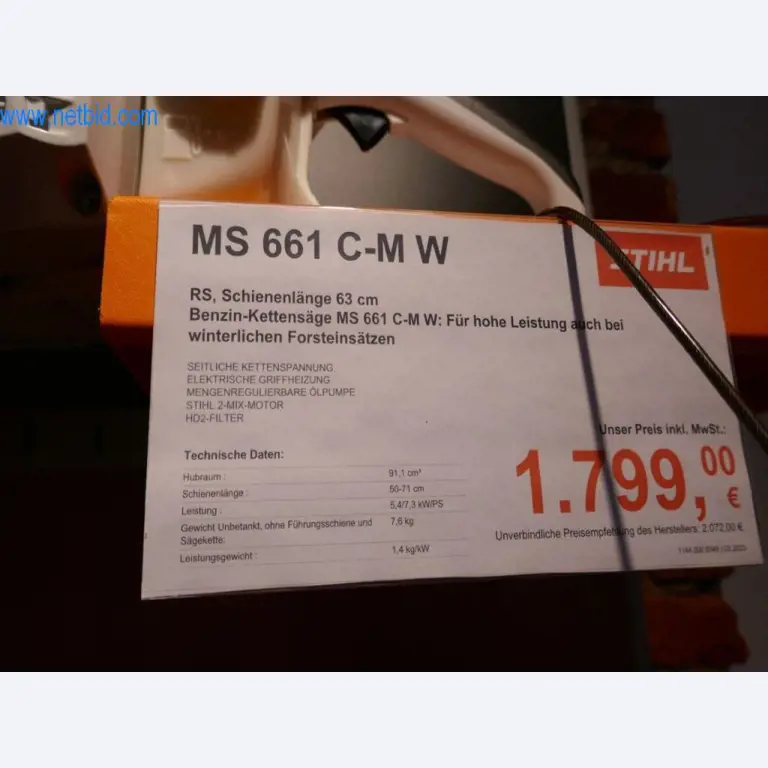 www.netbid.com
MS 661 C-M W
STIHL
RS, Schienenlänge 63 cm
Benzin-Kettensäge MS 661 C-M W: Für hohe Leistung auch bei
winterlichen Forsteinsätzen
SEITLICHE KETTENSPANNUNG
ELEKTRISCHE GRIFFHEIZUNG
MENGENREGULIERBARE ÖLPUMPE
STIHL 2-MIX-MOTOR
HD2-FILTER
Technische Daten:
Hubraum : 91,1 cm³
Schienenlänge : 50-71 cm
Leistung : 5,4/7,3 kW/PS
Gewicht Unbetankt, ohne Führungsschiene und 7,6 kg
Sägekette:
Leistungsgewicht : 1,4 kg/kW
Unser Preis inkl. MwSt.:
1.799,00 €
Unverbindliche Preisempfehlung des Herstellers: 2.072,00 €